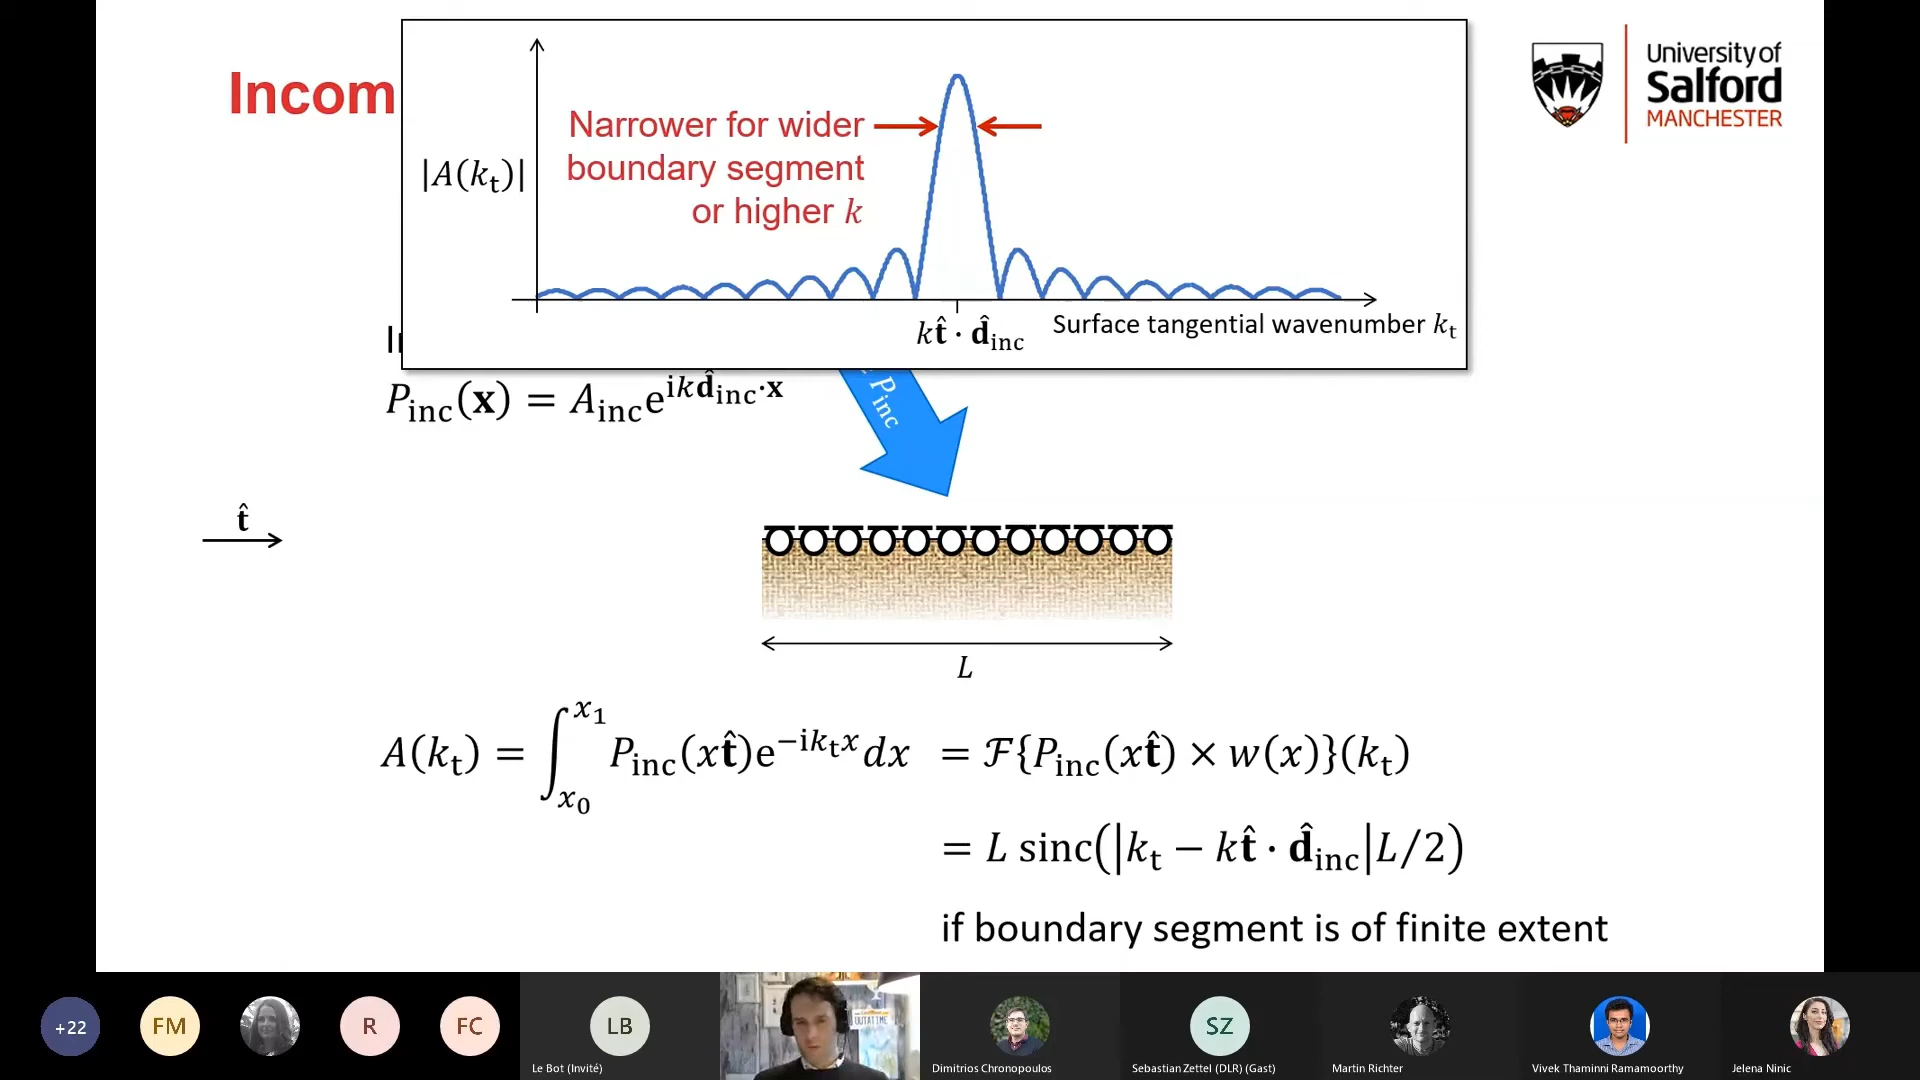 Incom
University of
Salford
MANCHESTER
|A(kₜ)|
Narrower for wider
boundary segment
or higher k
kt̂ · d̂inc
Surface tangential wavenumber kₜ
Pinc(x) = Ainc e^(ikd̂inc·x)
Pinc
t̂
L
A(kₜ) = ∫_{x₀}^{x₁} Pinc(xt̂)e^(−ikₜx)dx = ℱ{Pinc(xt̂) × w(x)}(kₜ)
= L sinc(|kₜ − kt̂ · d̂inc|L/2)
if boundary segment is of finite extent
+22
FM
R
FC
LB
SZ
Le Bot (Invité)
Dimitrios Chronopoulos
Sebastian Zettel (DLR) (Gast)
Martin Richter
Vivek Thaminni Ramamoorthy
Jelena Ninic